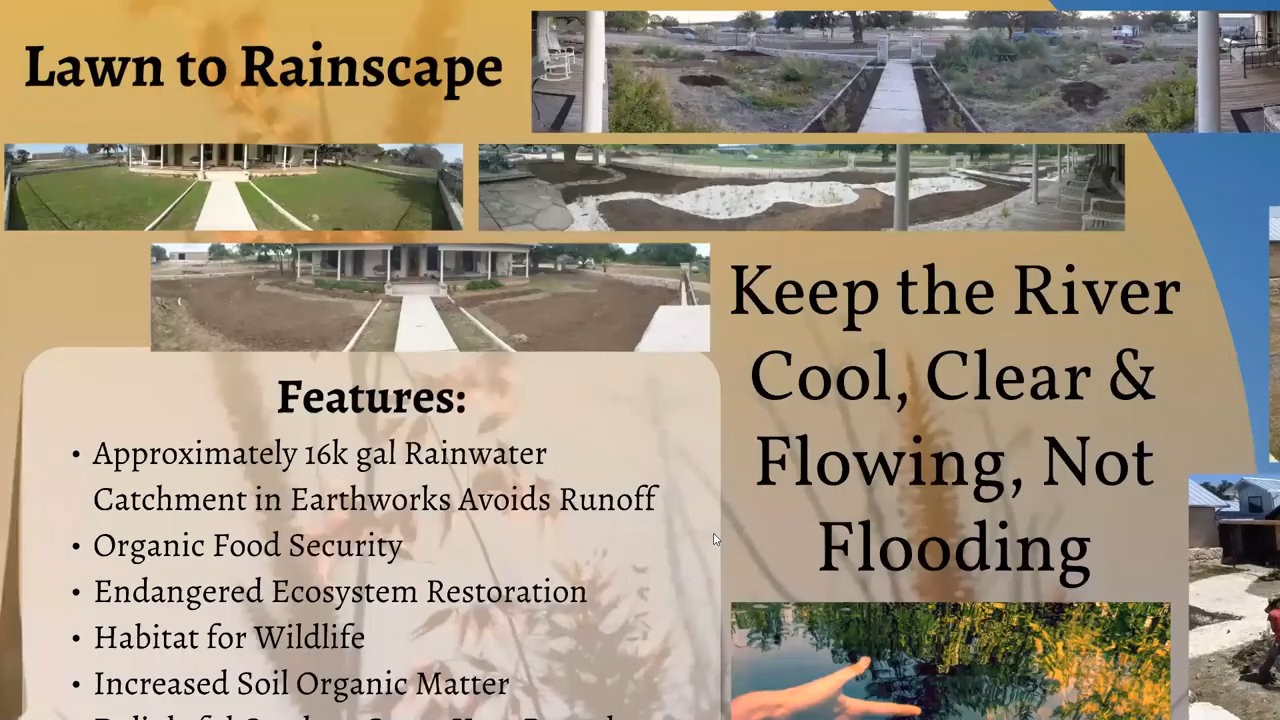 Lawn to Rainscape
Features:
• Approximately 16k gal Rainwater
Catchment in Earthworks Avoids Runoff
• Organic Food Security
• Endangered Ecosystem Restoration
• Habitat for Wildlife
• Increased Soil Organic Matter
Keep the River
Cool, Clear &
Flowing, Not
Flooding